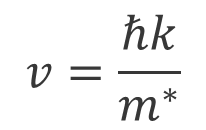 v = ħk / m*